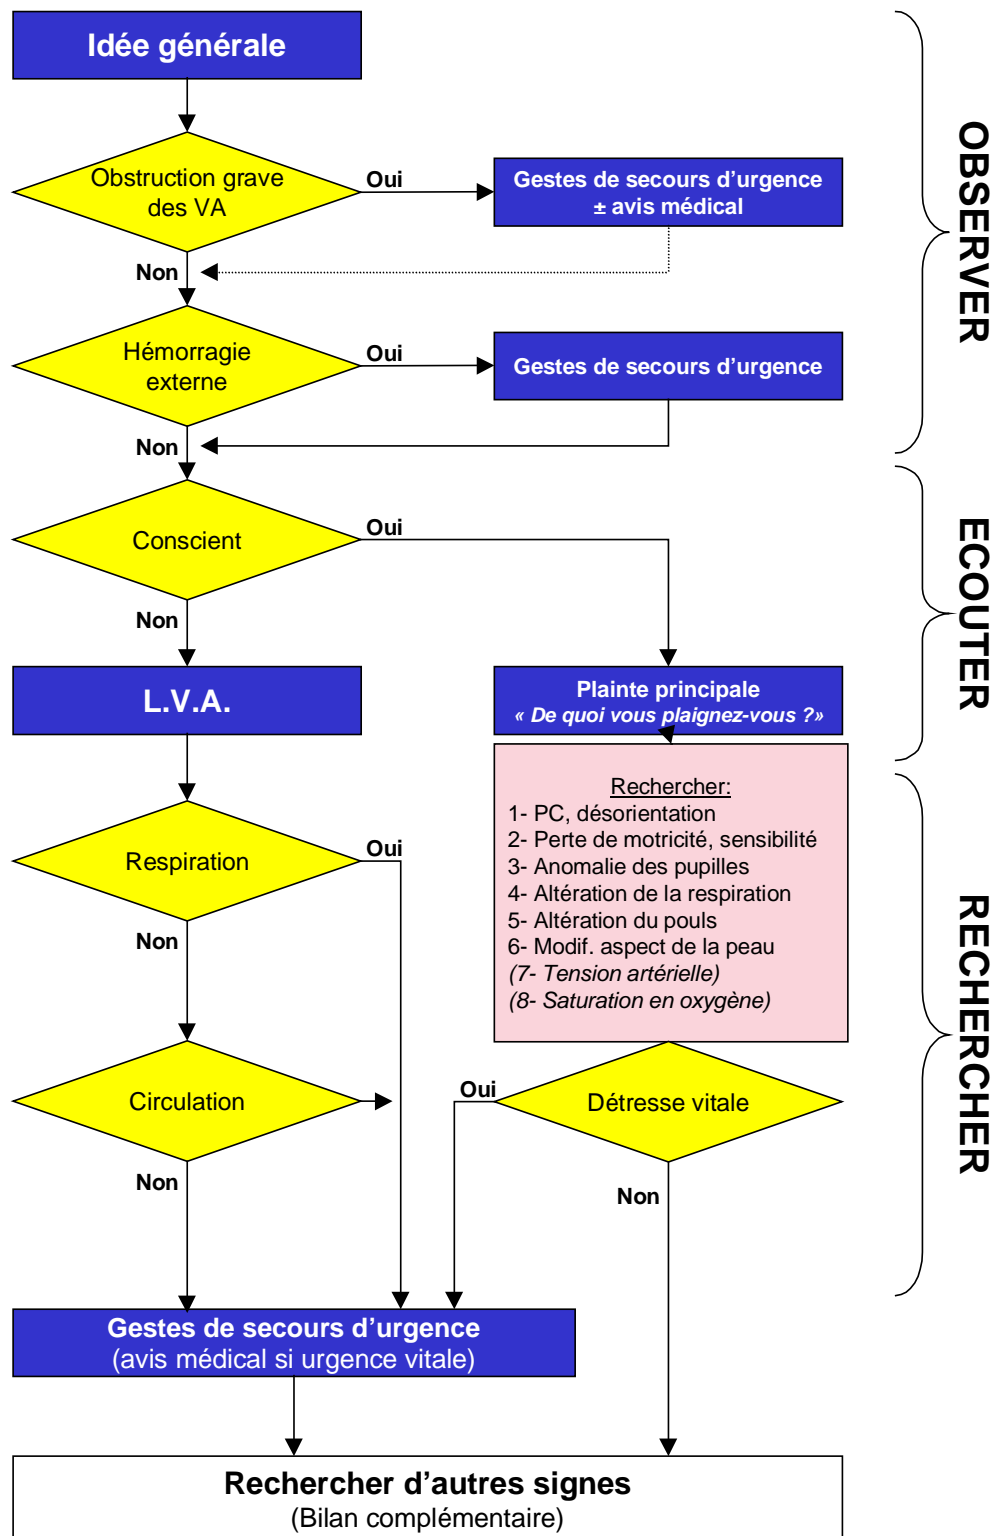 Idée générale
Obstruction grave
des VA
Oui
Gestes de secours d'urgence
± avis médical
Non
Hémorragie
externe
Oui
Gestes de secours d'urgence
Non
OBSERVER
Conscient
Oui
Non
L.V.A.
Plainte principale
« De quoi vous plaignez-vous ?»
ECOUTER
Rechercher:
1- PC, désorientation
2- Perte de motricité, sensibilité
3- Anomalie des pupilles
4- Altération de la respiration
5- Altération du pouls
6- Modif. aspect de la peau
(7- Tension artérielle)
(8- Saturation en oxygène)
Respiration
Oui
Non
Circulation
Non
Oui
Détresse vitale
Non
RECHERCHER
Gestes de secours d'urgence
(avis médical si urgence vitale)
Rechercher d'autres signes
(Bilan complémentaire)